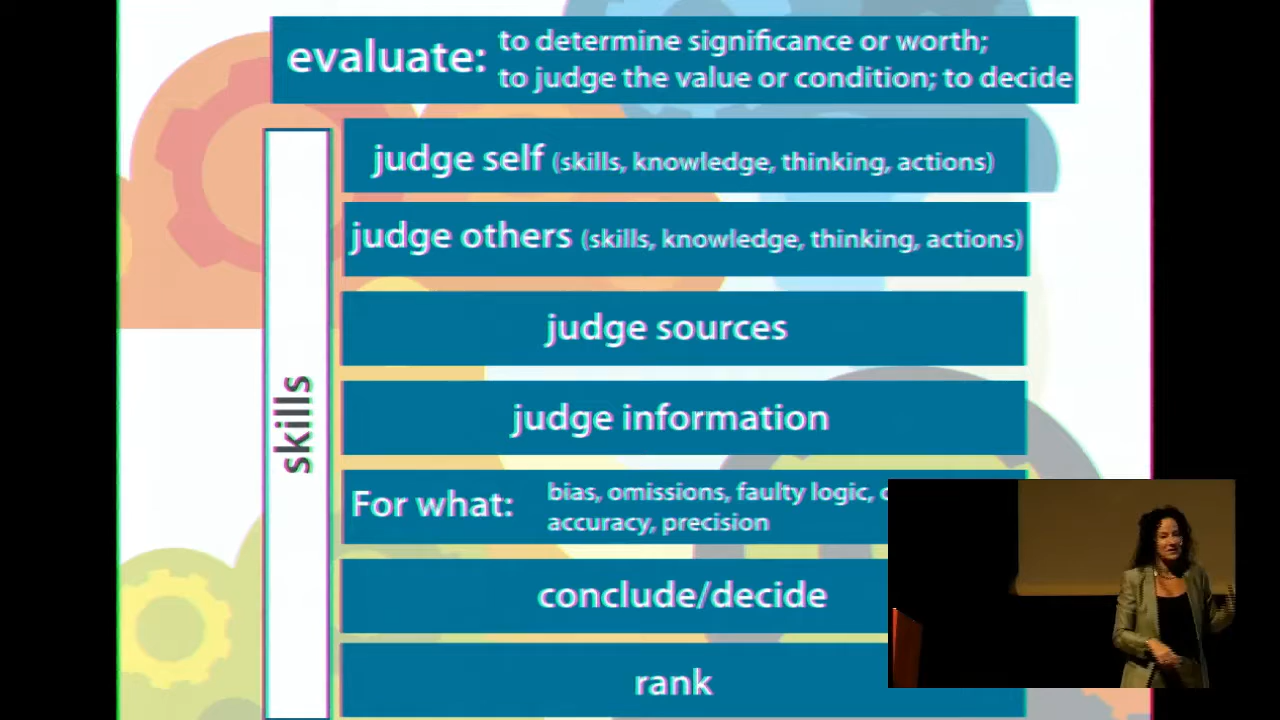 evaluate: to determine significance or worth;
to judge the value or condition; to decide
skills
judge self (skills, knowledge, thinking, actions)
judge others (skills, knowledge, thinking, actions)
judge sources
judge information
For what: bias, omissions, faulty logic,
accuracy, precision
conclude/decide
rank